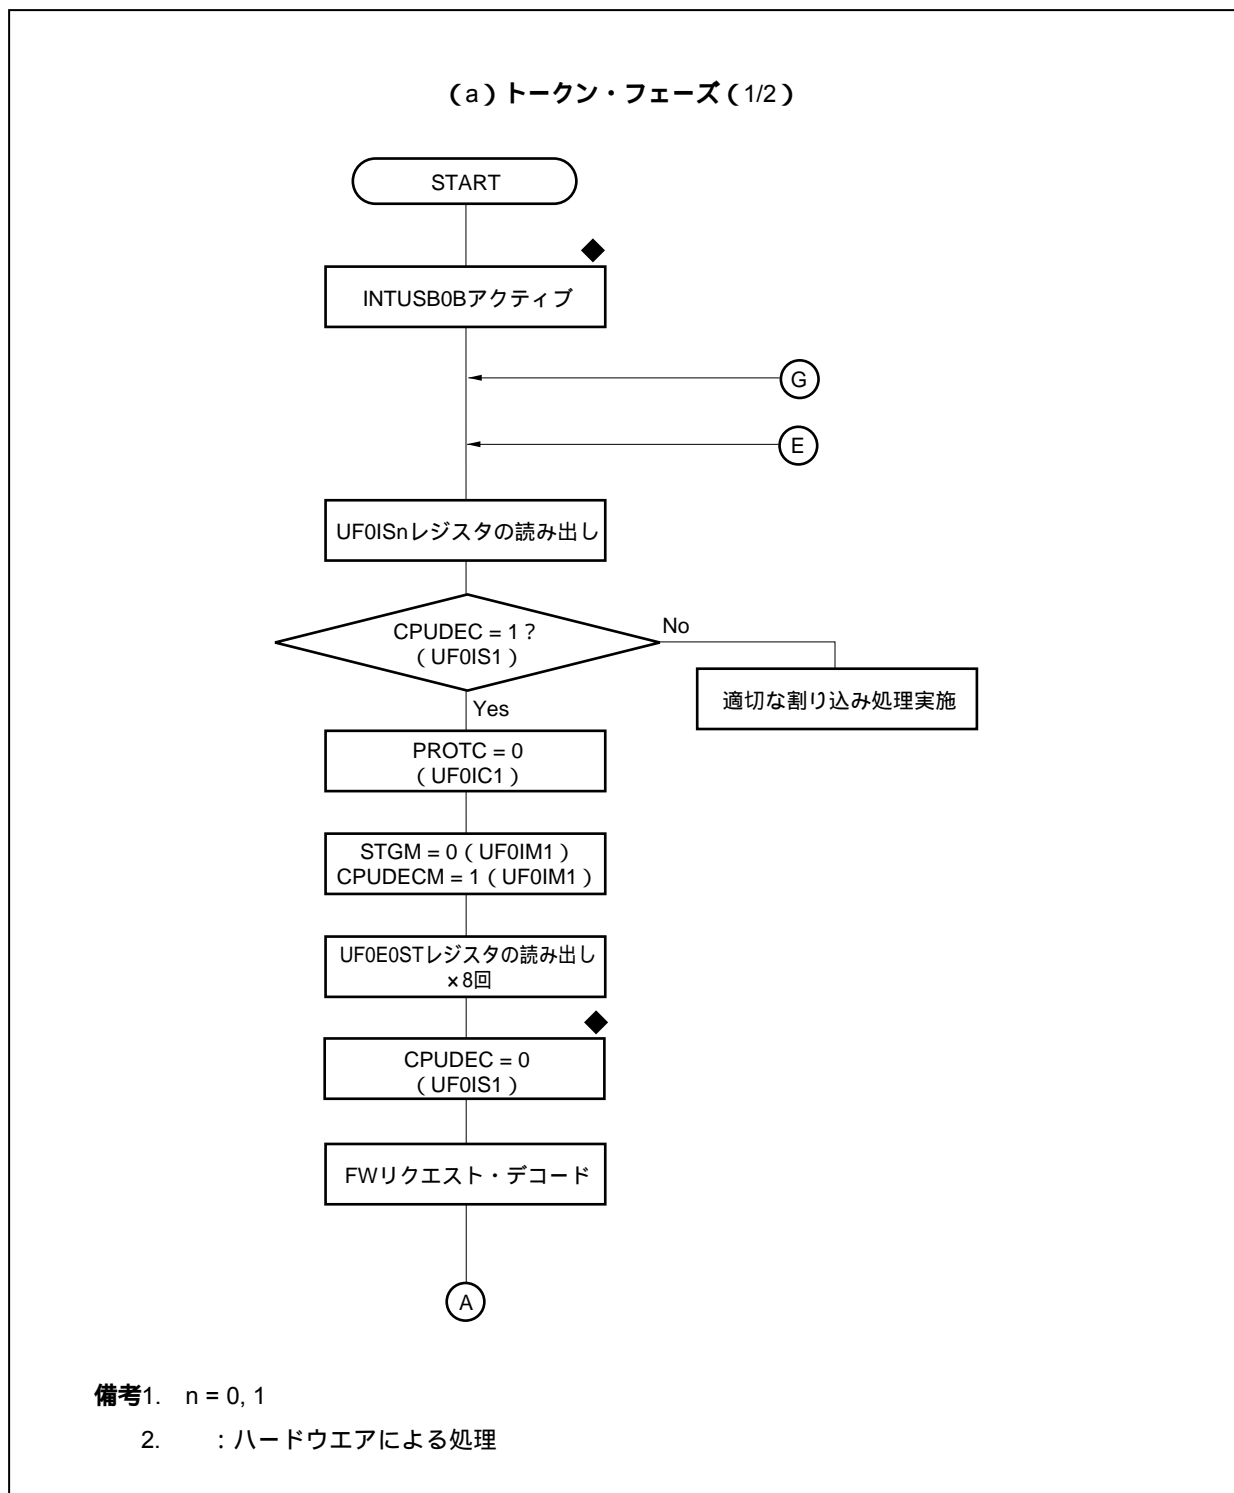 （a）トークン・フェーズ（1/2）
START
INTUSB0Bアクティブ
G
E
UF0ISnレジスタの読み出し
CPUDEC = 1？
（UF0IS1）
No
適切な割り込み処理実施
Yes
PROTC = 0
（UF0IC1）
STGM = 0（UF0IM1）
CPUDECM = 1（UF0IM1）
UF0E0STレジスタの読み出し
×8回
CPUDEC = 0
（UF0IS1）
FWリクエスト・デコード
A
備考1. n = 0, 1
2. ：ハードウエアによる処理